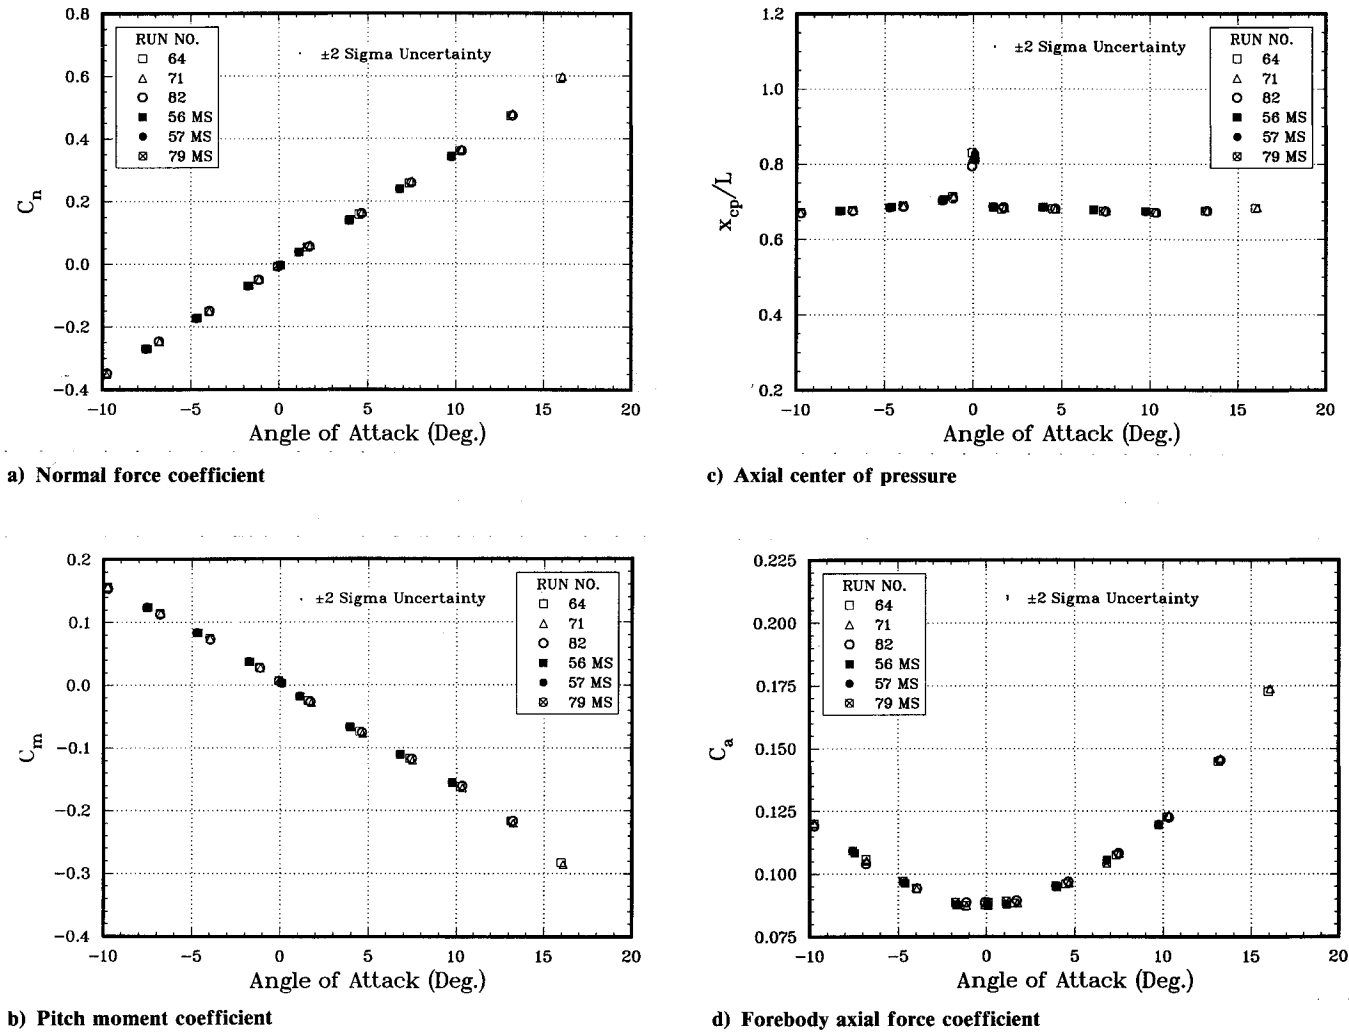 0.8
0.6
0.4
0.2
0.0
−0.2
−0.4
C_n
RUN NO.
64
71
82
56 MS
57 MS
79 MS
±2 Sigma Uncertainty
−10 −5 0 5 10 15 20
Angle of Attack (Deg.)
a) Normal force coefficient
1.2
1.0
0.8
0.6
0.4
0.2
x_cp/L
±2 Sigma Uncertainty
RUN NO.
64
71
82
56 MS
57 MS
79 MS
−10 −5 0 5 10 15 20
Angle of Attack (Deg.)
c) Axial center of pressure
0.2
0.1
0.0
−0.1
−0.2
−0.3
−0.4
C_m
±2 Sigma Uncertainty
RUN NO.
64
71
82
56 MS
57 MS
79 MS
−10 −5 0 5 10 15 20
Angle of Attack (Deg.)
b) Pitch moment coefficient
0.225
0.200
0.175
0.150
0.125
0.100
0.075
C_a
RUN NO.
64
71
82
56 MS
57 MS
79 MS
±2 Sigma Uncertainty
−10 −5 0 5 10 15 20
Angle of Attack (Deg.)
d) Forebody axial force coefficient